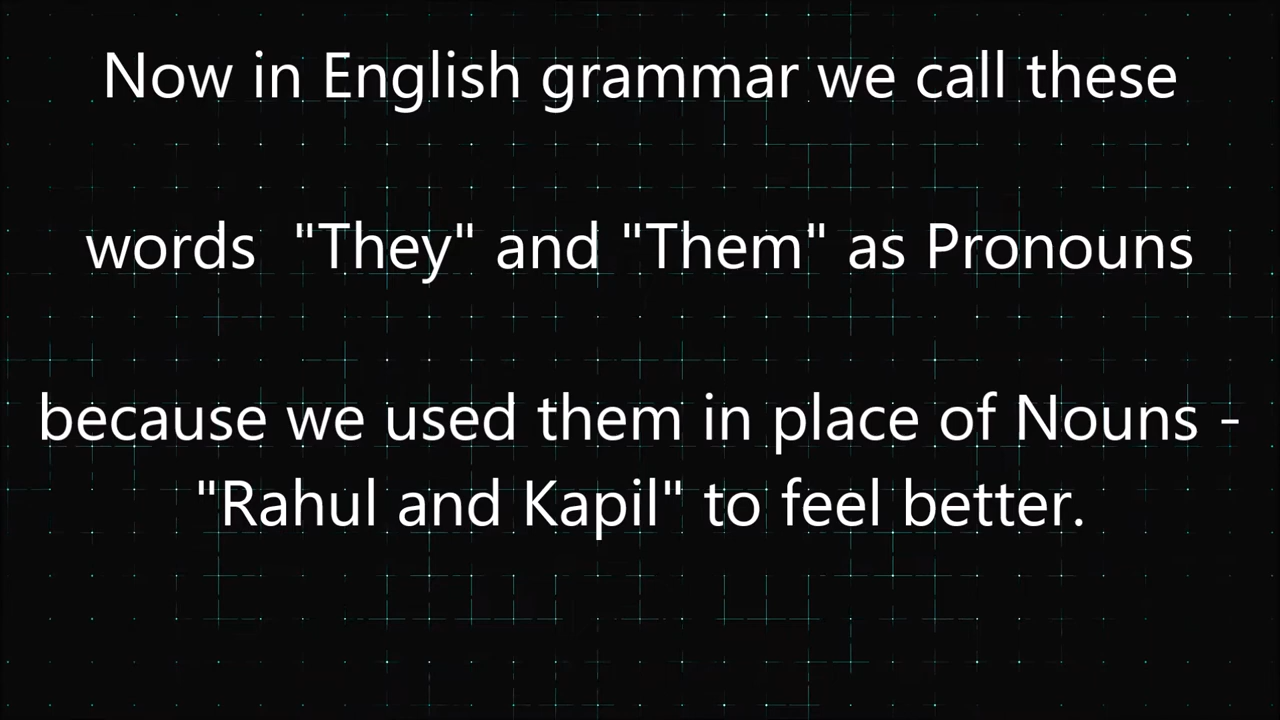 Now in English grammar we call these
words "They" and "Them" as Pronouns
because we used them in place of Nouns -
"Rahul and Kapil" to feel better.